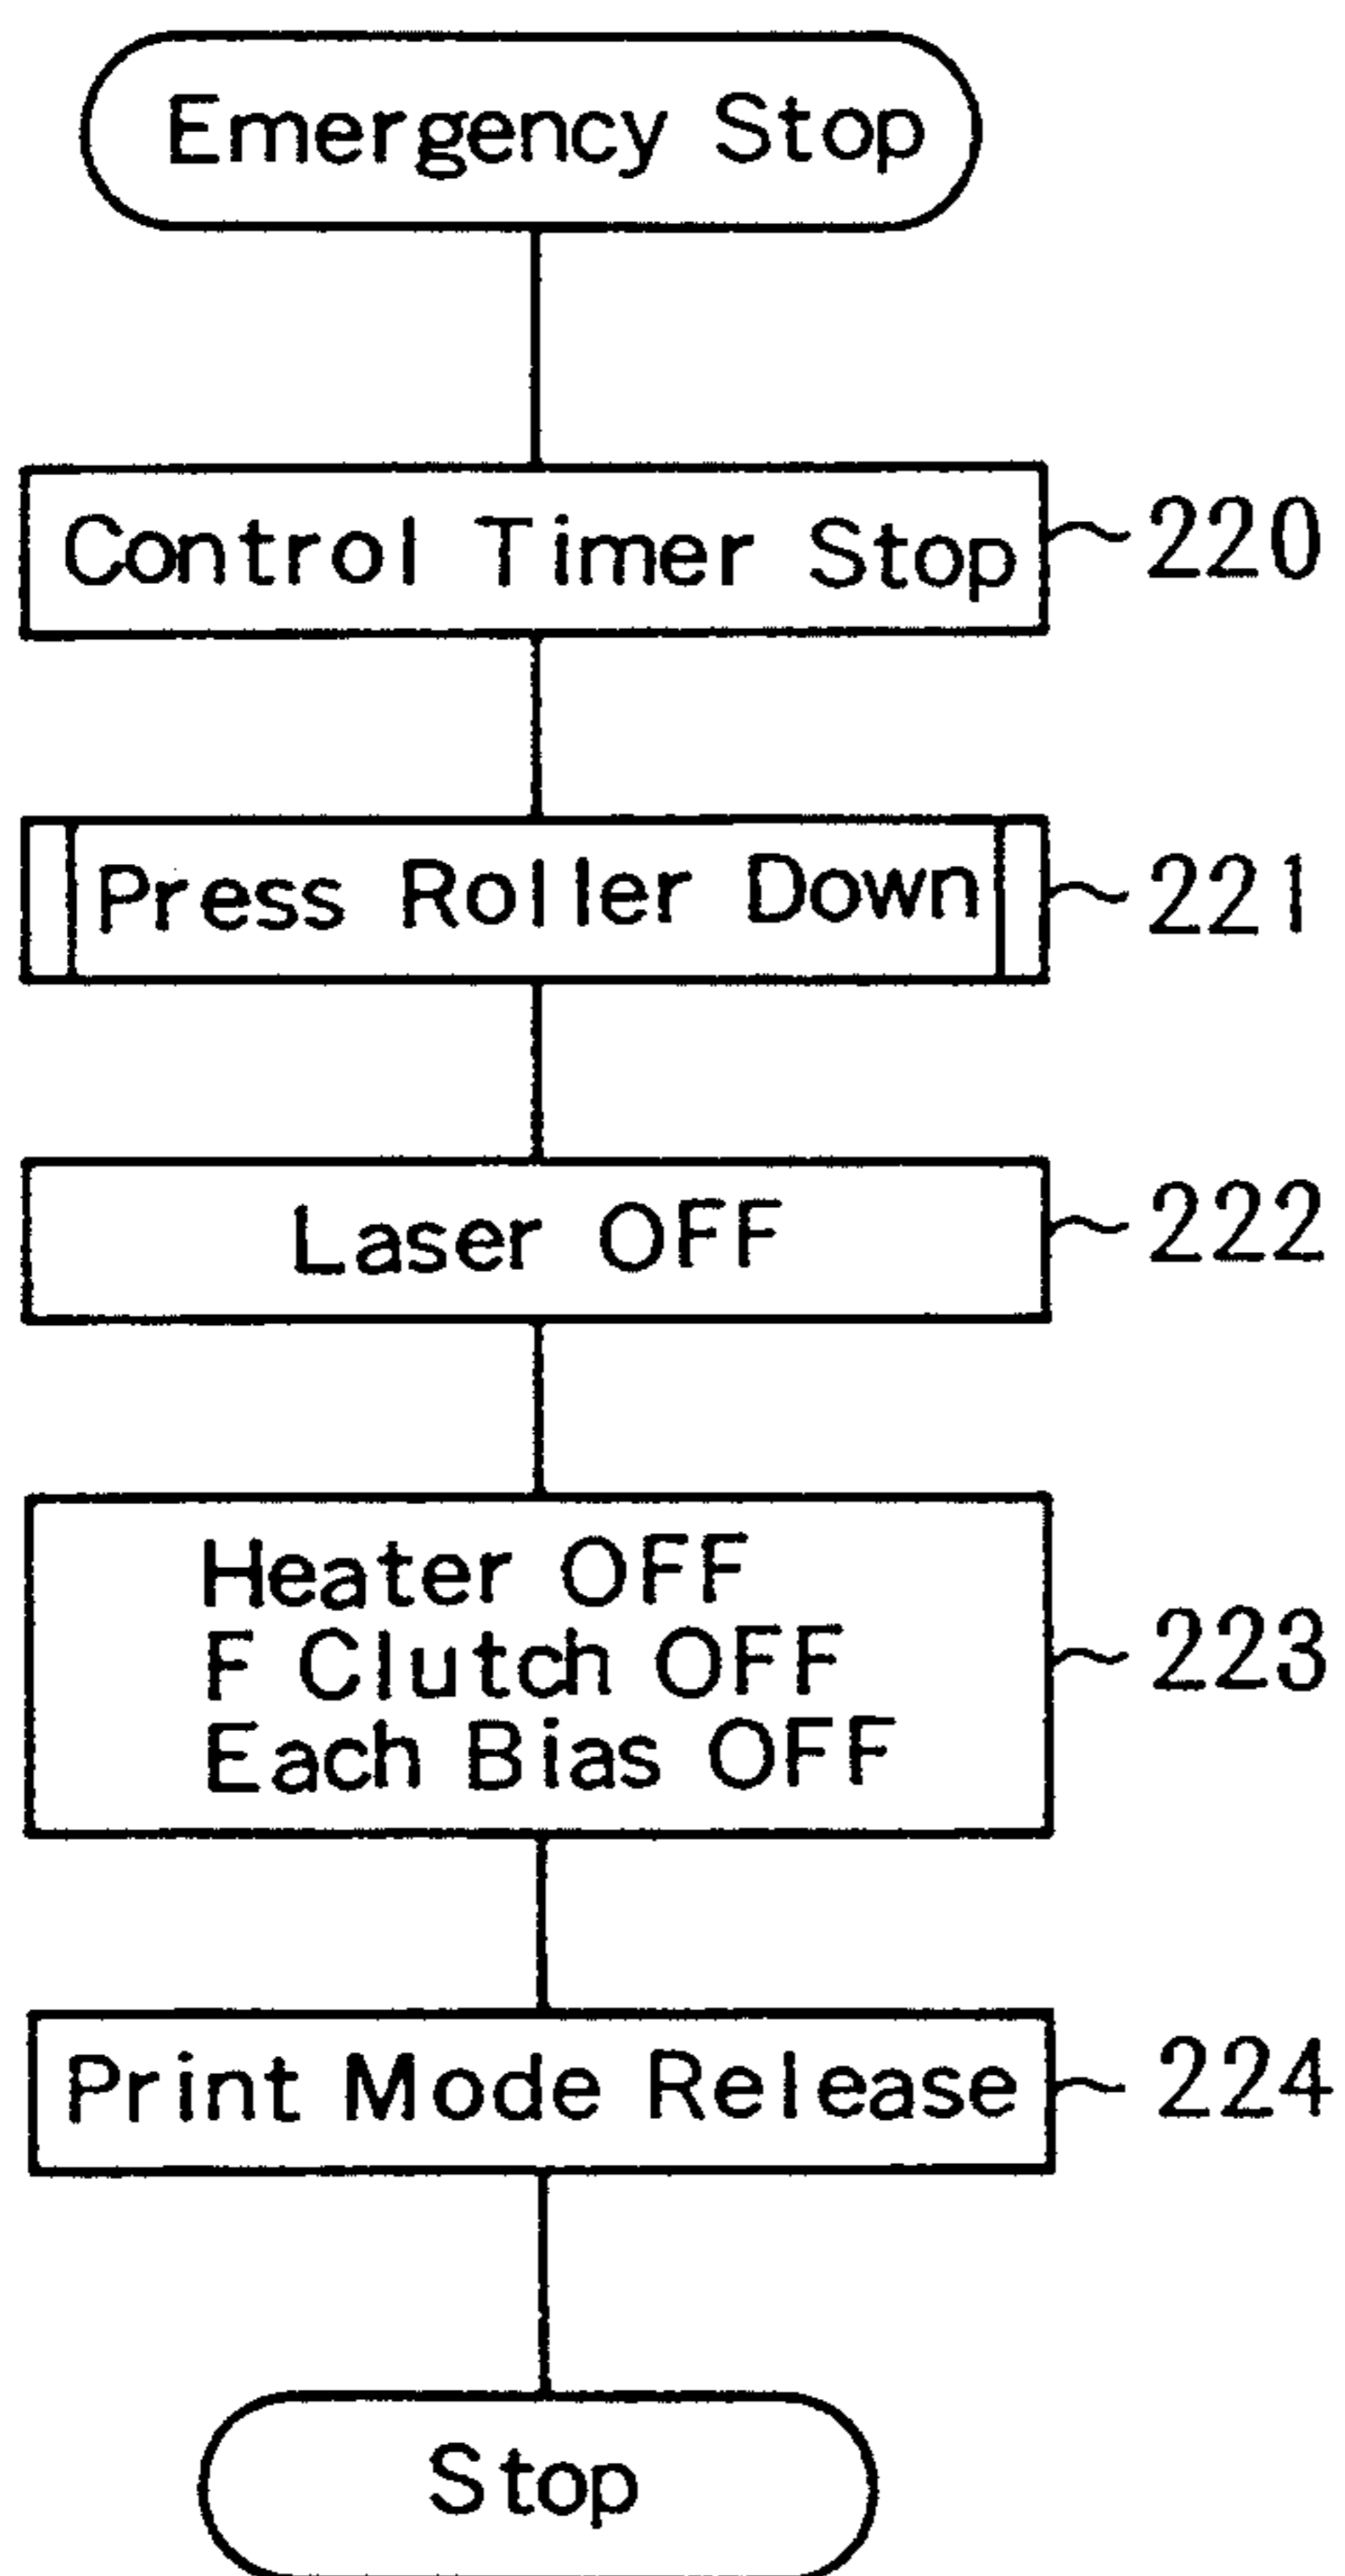 Emergency Stop
Control Timer Stop 220
Press Roller Down 221
Laser OFF 222
Heater OFF
F Clutch OFF 223
Each Bias OFF
Print Mode Release 224
Stop